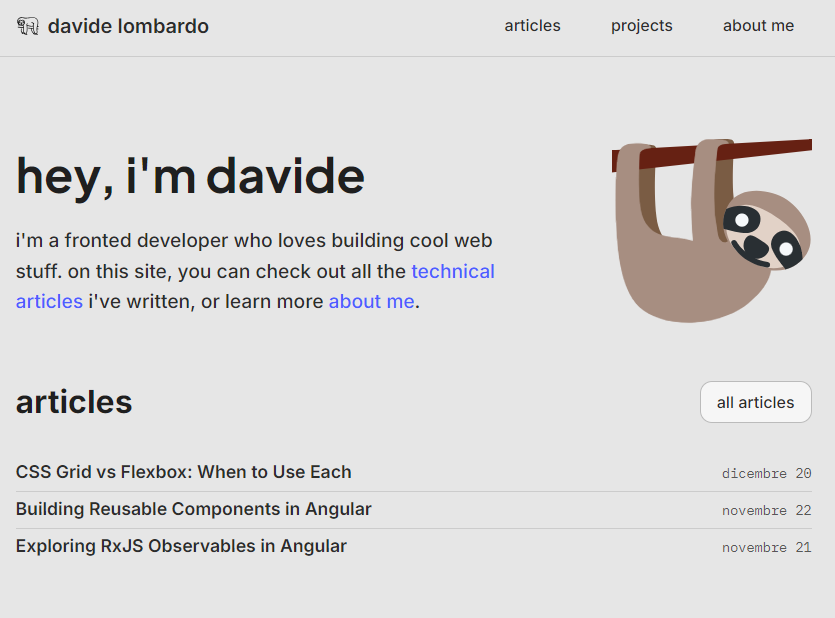 davide lombardo
articles
projects
about me
hey, i'm davide
i'm a fronted developer who loves building cool web
stuff. on this site, you can check out all the technical
articles i've written, or learn more about me.
articles
all articles
CSS Grid vs Flexbox: When to Use Each
dicembre 20
Building Reusable Components in Angular
novembre 22
Exploring RxJS Observables in Angular
novembre 21